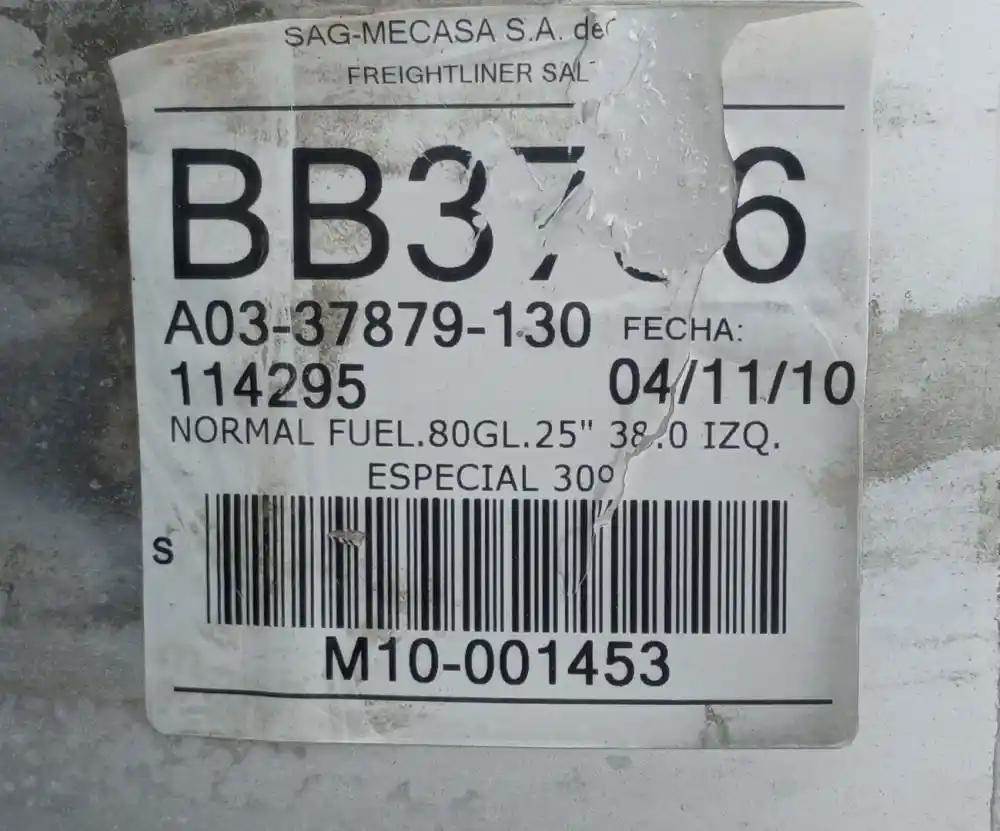 SAG-MECASA S.A. de
FREIGHTLINER
A03-37879-130 FECHA:
114295 04/11/10
NORMAL FUEL.80GL.25" IZQ.
ESPECIAL 30º
S
M10-001453